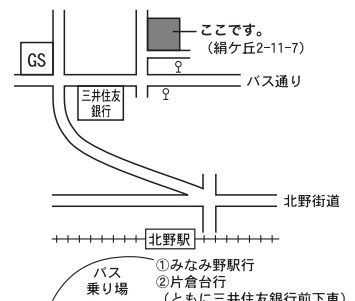 ここです。
(絹ケ丘2-11-7)
GS
バス通り
三井住友
銀行
北野街道
北野駅
バス
乗り場
①みなみ野駅行
②片倉台行
(ともに三井住友銀行前下車)